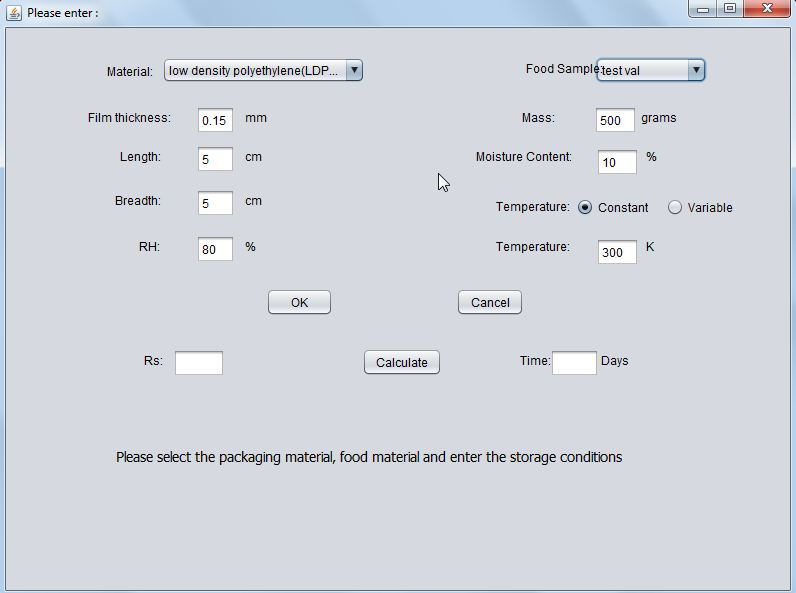 Please enter :
Material: low density polyethylene(LDP... Food Sample: test val
Film thickness: 0.15 mm Mass: 500 grams
Length: 5 cm Moisture Content: 10 %
Breadth: 5 cm Temperature: Constant Variable
RH: 80 % Temperature: 300 K
OK Cancel
Rs: Calculate Time: Days
Please select the packaging material, food material and enter the storage conditions